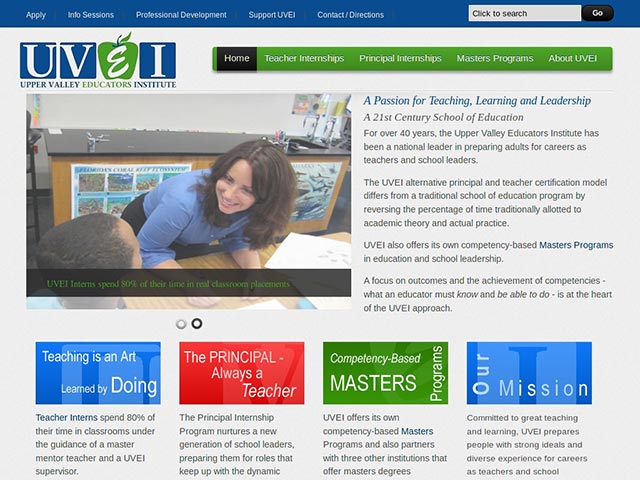 Apply
Info Sessions
Professional Development
Support UVEI
Contact / Directions
Click to search
Go
UVEI
UPPER VALLEY EDUCATORS INSTITUTE
Home
Teacher Internships
Principal Internships
Masters Programs
About UVEI
FLORIDA'S CORAL REEF ECOSYSTEM
UVEI Interns spend 80% of their time in real classroom placements
A Passion for Teaching, Learning and Leadership
A 21st Century School of Education
For over 40 years, the Upper Valley Educators Institute has
been a national leader in preparing adults for careers as
teachers and school leaders.
The UVEI alternative principal and teacher certification model
differs from a traditional school of education program by
reversing the percentage of time traditionally allotted to
academic theory and actual practice.
UVEI also offers its own competency-based Masters Programs
in education and school leadership.
A focus on outcomes and the achievement of competencies -
what an educator must know and be able to do - is at the heart
of the UVEI approach.
Teaching is an Art
Learned by Doing
Teacher Interns spend 80% of
their time in classrooms under
the guidance of a master
mentor teacher and a UVEI
supervisor.
The PRINCIPAL -
Always a
Teacher
The Principal Internship
Program nurtures a new
generation of school leaders,
preparing them for roles that
keep up with the dynamic
Competency-Based
MASTERS
Programs
UVEI offers its own
competency-based Masters
Programs and also partners
with three other institutions that
offer masters degrees
Our
Mission
Committed to great teaching
and learning, UVEI prepares
people with strong ideals and
diverse experience for careers
as teachers and school